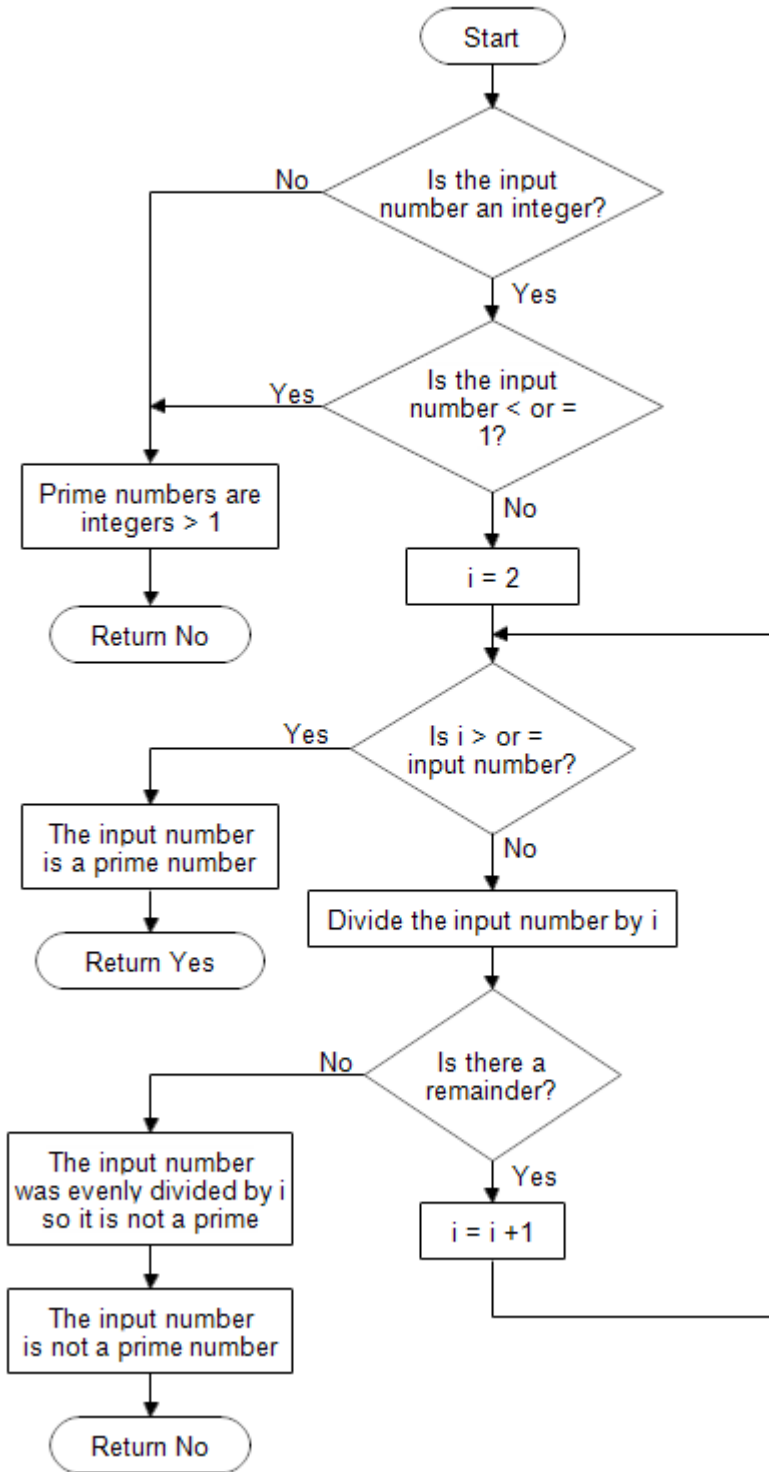 Start
Is the input
number an integer?
No
Yes
Is the input
number < or =
1?
Yes
No
Prime numbers are
integers > 1
Return No
i = 2
Is i > or =
input number?
Yes
No
The input number
is a prime number
Return Yes
Divide the input number by i
Is there a
remainder?
No
Yes
The input number
was evenly divided by i
so it is not a prime
i = i +1
The input number
is not a prime number
Return No